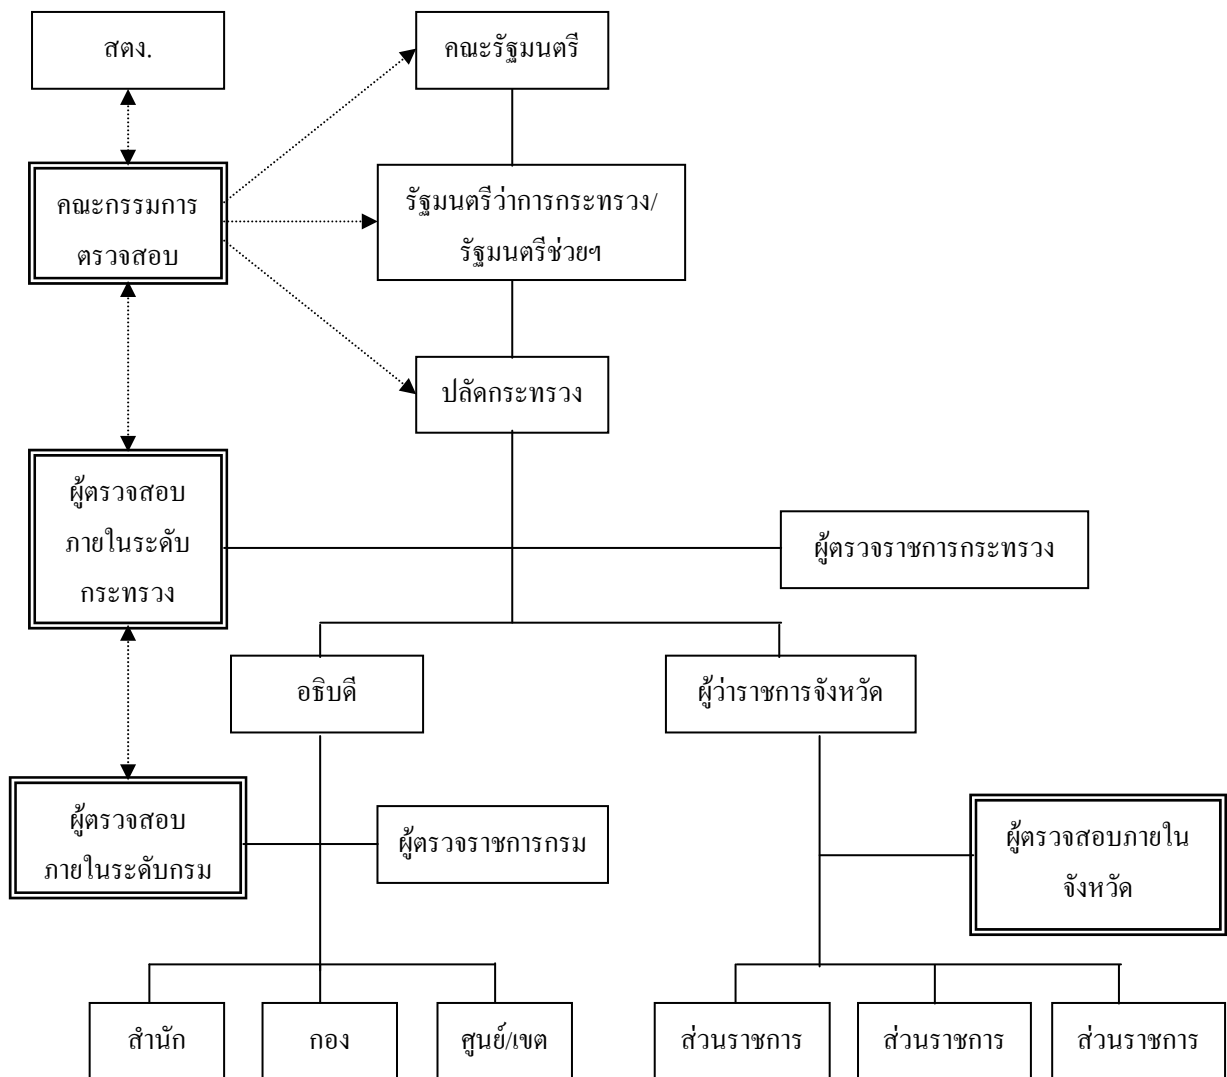 สตง.
คณะรัฐมนตรี
คณะกรรมการ
ตรวจสอบ
รัฐมนตรีว่าการกระทรวง/
รัฐมนตรีช่วยฯ
ปลัดกระทรวง
ผู้ตรวจสอบ
ภายในระดับ
กระทรวง
ผู้ตรวจราชการกระทรวง
อธิบดี
ผู้ว่าราชการจังหวัด
ผู้ตรวจสอบ
ภายในระดับกรม
ผู้ตรวจราชการกรม
ผู้ตรวจสอบภายใน
จังหวัด
สำนัก
กอง
ศูนย์/เขต
ส่วนราชการ
ส่วนราชการ
ส่วนราชการ